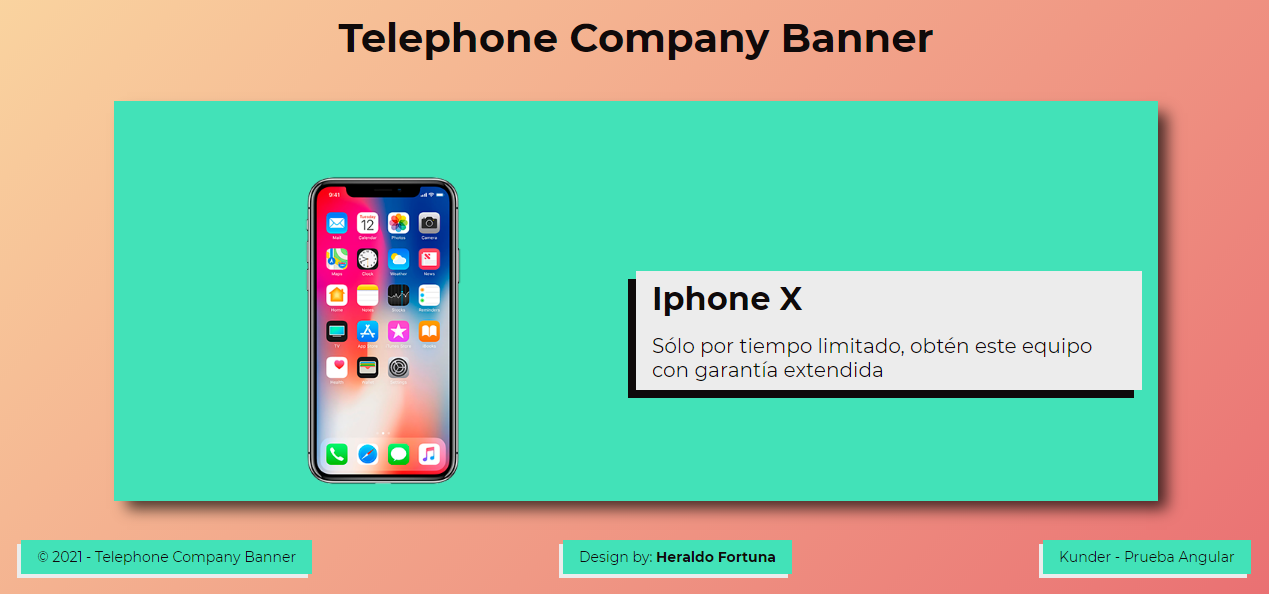 Telephone Company Banner
9:41
Tuesday
12
Mail
Calendar
Photos
Camera
Maps
Clock
Weather
News
Home
Notes
Stocks
Reminders
TV
App Store
iTunes Store
Books
Health
Wallet
Settings
Iphone X
Sólo por tiempo limitado, obtén este equipo
con garantía extendida
© 2021 - Telephone Company Banner
Design by: Heraldo Fortuna
Kunder - Prueba Angular